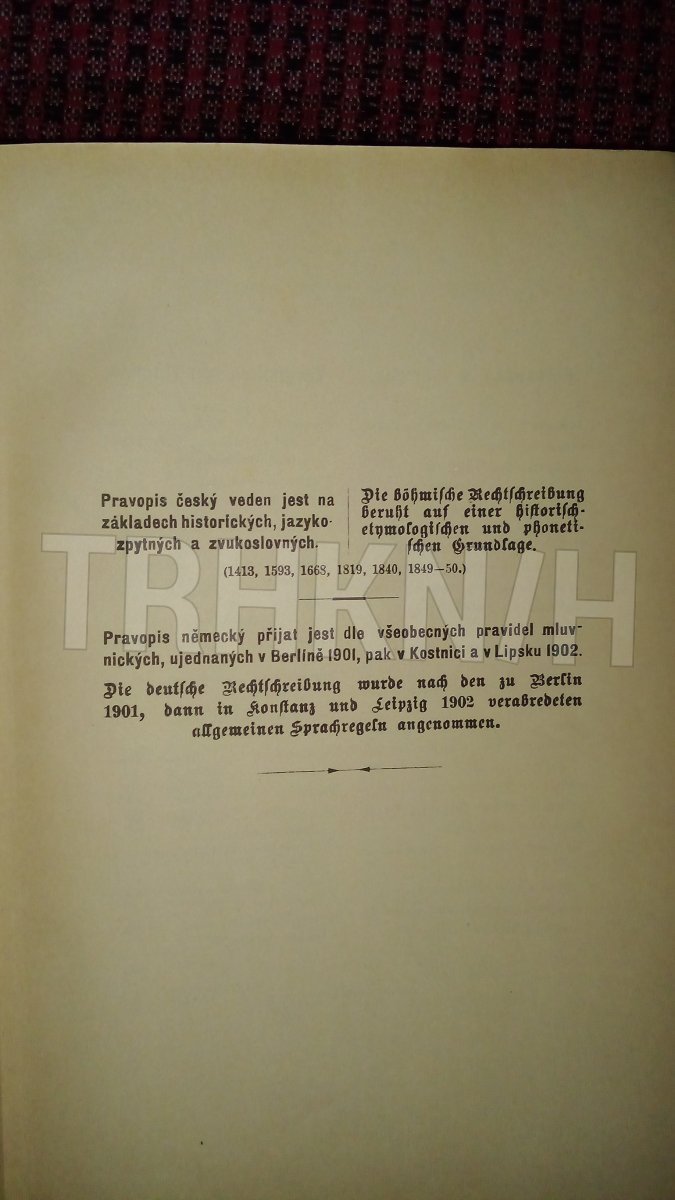 Pravopis český veden jest na
základech historických, jazyko-
zpytných a zvukoslovných.
Die böhmische Rechtschreibung
beruht auf einer historisch-
etymologischen und phoneti-
schen Grundlage.
(1413, 1593, 1668, 1819, 1840, 1849—50.)
Pravopis německý přijat jest dle všeobecných pravidel mluv-
nických, ujednaných v Berlíně 1901, pak v Kostnici a v Lipsku 1902.
Die deutsche Rechtschreibung wurde nach den zu Berlin
1901, dann in Konstanz und Leipzig 1902 verabredeten
allgemeinen Sprachregeln angenommen.
TRHKNIH